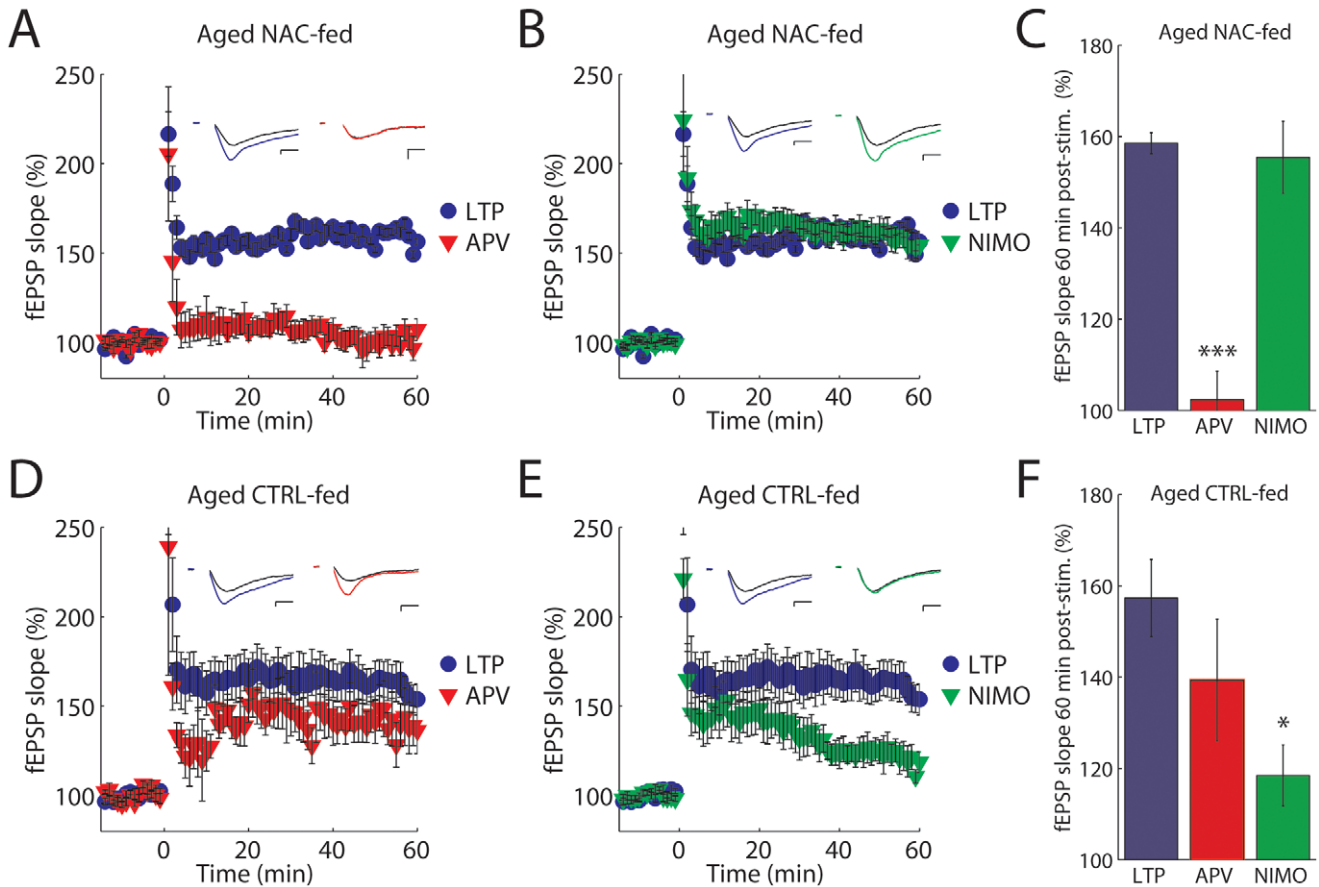 A
Aged NAC-fed
fEPSP slope (%)
250
200
150
100
LTP
APV
0
20
40
60
Time (min)
B
Aged NAC-fed
fEPSP slope (%)
250
200
150
100
LTP
NIMO
0
20
40
60
Time (min)
C
Aged NAC-fed
fEPSP slope 60 min post-stim. (%)
180
160
140
120
100
***
LTP
APV
NIMO
D
Aged CTRL-fed
fEPSP slope (%)
250
200
150
100
LTP
APV
0
20
40
60
Time (min)
E
Aged CTRL-fed
fEPSP slope (%)
250
200
150
100
LTP
NIMO
0
20
40
60
Time (min)
F
Aged CTRL-fed
fEPSP slope 60 min post-stim. (%)
180
160
140
120
100
*
LTP
APV
NIMO